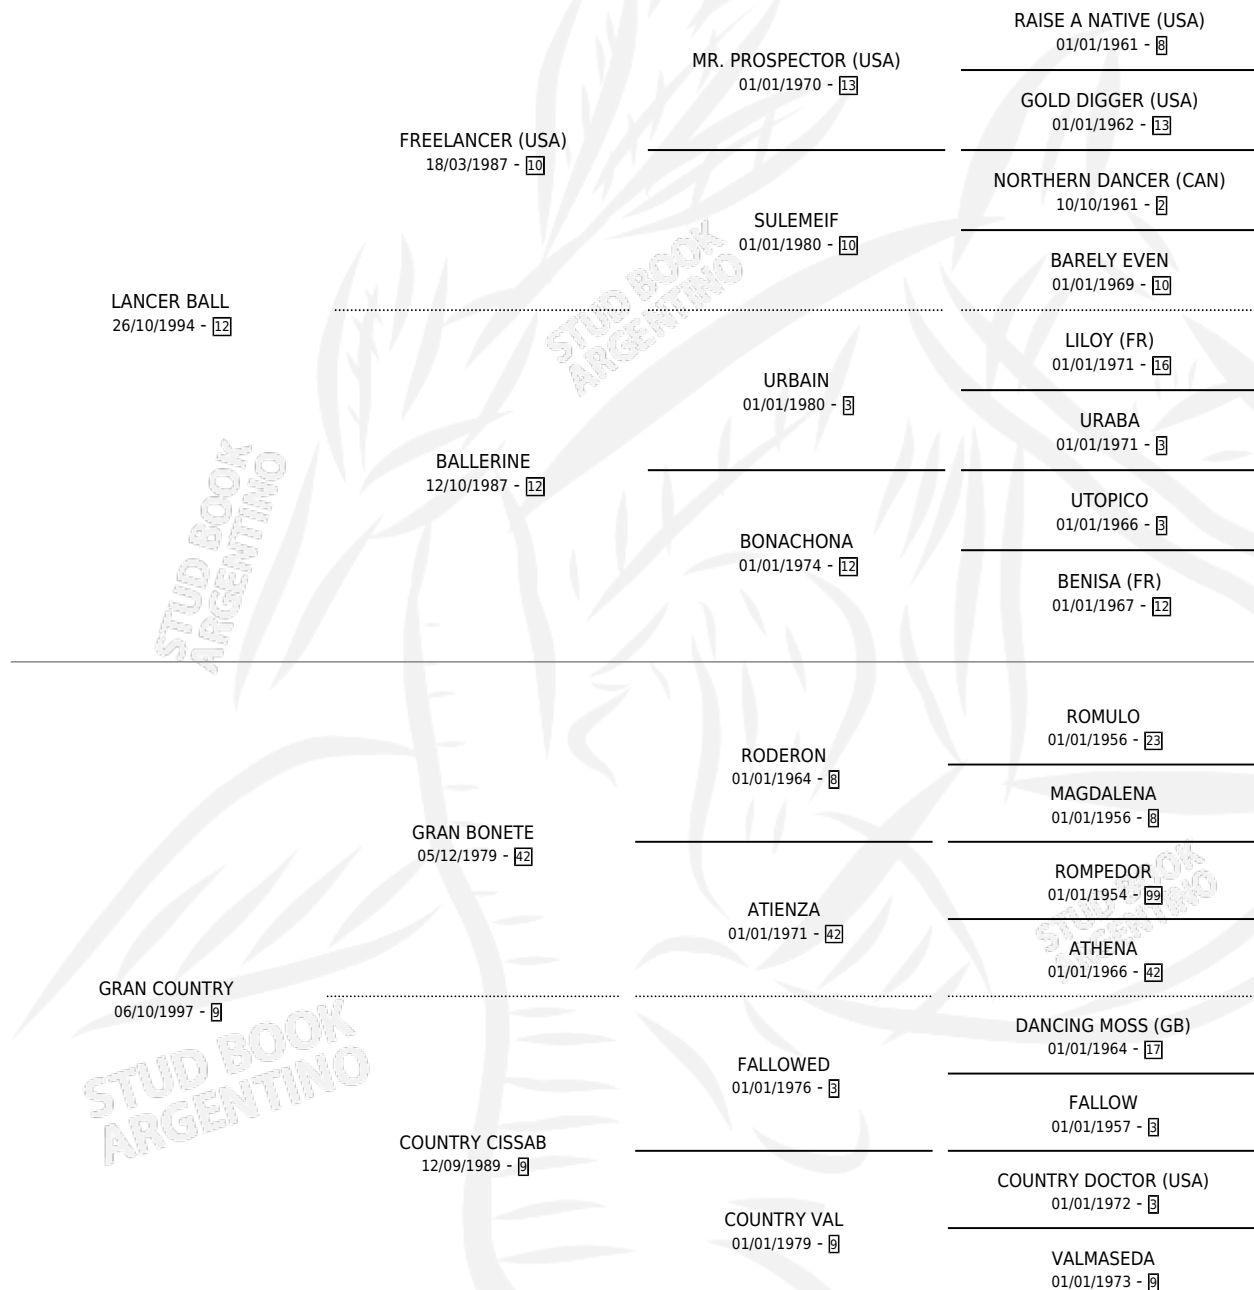 RAISE A NATIVE (USA)
01/01/1961 - 8
MR. PROSPECTOR (USA)
01/01/1970 - 13
GOLD DIGGER (USA)
01/01/1962 - 13
FREELANCER (USA)
18/03/1987 - 10
NORTHERN DANCER (CAN)
10/10/1961 - 2
SULEMEIF
01/01/1980 - 10
BARELY EVEN
01/01/1969 - 10
LANCER BALL
26/10/1994 - 12
LILOY (FR)
01/01/1971 - 16
URBAIN
01/01/1980 - 3
URABA
01/01/1971 - 3
BALLERINE
12/10/1987 - 12
UTOPICO
01/01/1966 - 3
BONACHONA
01/01/1974 - 12
BENISA (FR)
01/01/1967 - 12
ROMULO
01/01/1956 - 23
RODERON
01/01/1964 - 8
MAGDALENA
01/01/1956 - 8
GRAN BONETE
05/12/1979 - 42
ROMPEDOR
01/01/1954 - 99
ATIENZA
01/01/1971 - 42
ATHENA
01/01/1966 - 42
GRAN COUNTRY
06/10/1997 - 9
DANCING MOSS (GB)
01/01/1964 - 17
FALLOWED
01/01/1976 - 3
FALLOW
01/01/1957 - 3
COUNTRY CISSAB
12/09/1989 - 9
COUNTRY DOCTOR (USA)
01/01/1972 - 3
COUNTRY VAL
01/01/1979 - 9
VALMASEDA
01/01/1973 - 9
STUD BOOK
ARGENTINO
STUD BOOK
ARGENTINO
STUD BOOK
ARGENTINO
STUD BOOK
ARGENTINO